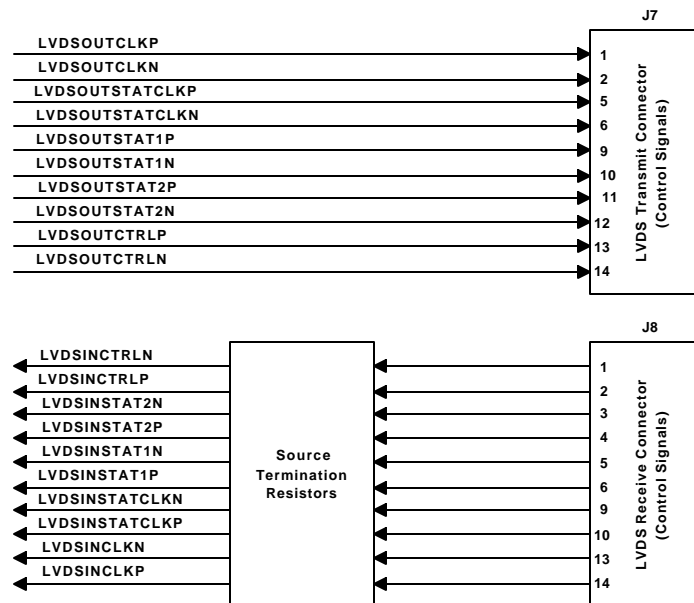 J7
LVDSOUTCLKP
1
LVDSOUTCLKN
2
LVDSOUTSTATCLKP
5
LVDSOUTSTATCLKN
6
LVDSOUTSTAT1P
9
LVDSOUTSTAT1N
10
LVDSOUTSTAT2P
11
LVDSOUTSTAT2N
12
LVDSOUTCTRLP
13
LVDSOUTCTRLN
14
LVDS Transmit Connector
(Control Signals)
J8
LVDSINCTRLN
1
LVDSINCTRLP
2
LVDSINSTAT2N
3
LVDSINSTAT2P
4
LVDSINSTAT1N
5
LVDSINSTAT1P
6
LVDSINSTATCLKN
9
LVDSINSTATCLKP
10
LVDSINCLKN
13
LVDSINCLKP
14
Source
Termination
Resistors
LVDS Receive Connector
(Control Signals)